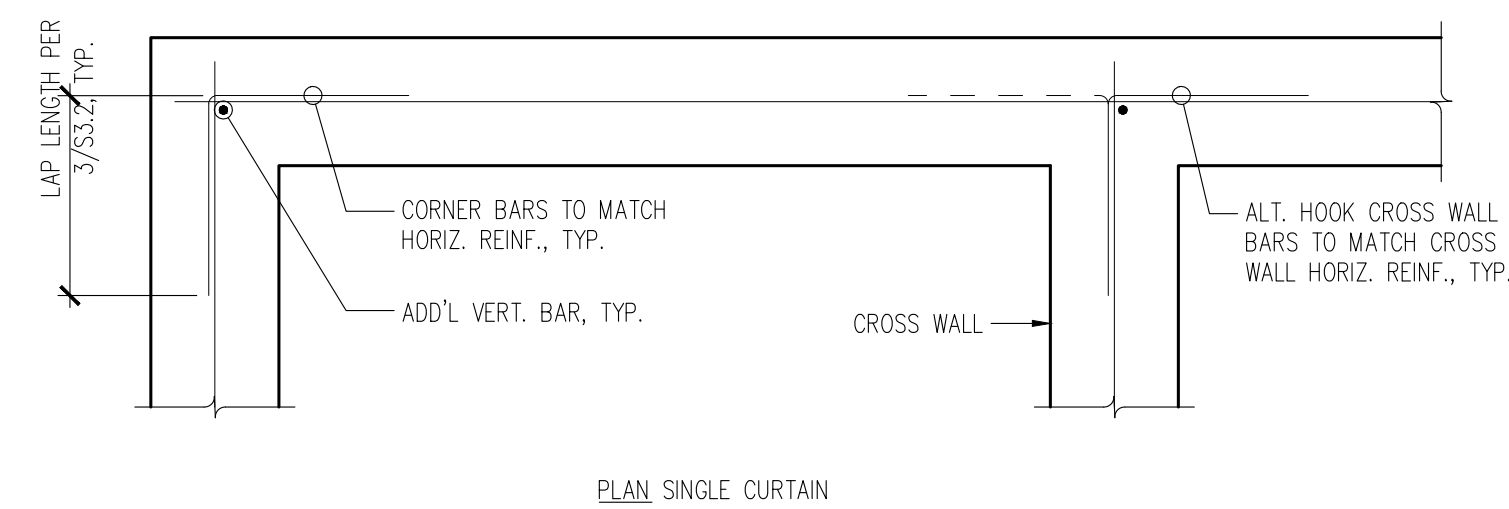 LAP LENGTH PER
3/S3.2, TYP.
CORNER BARS TO MATCH
HORIZ. REINF., TYP.
ADD'L VERT. BAR, TYP.
CROSS WALL
ALT. HOOK CROSS WALL
BARS TO MATCH CROSS
WALL HORIZ. REINF., TYP.
PLAN SINGLE CURTAIN